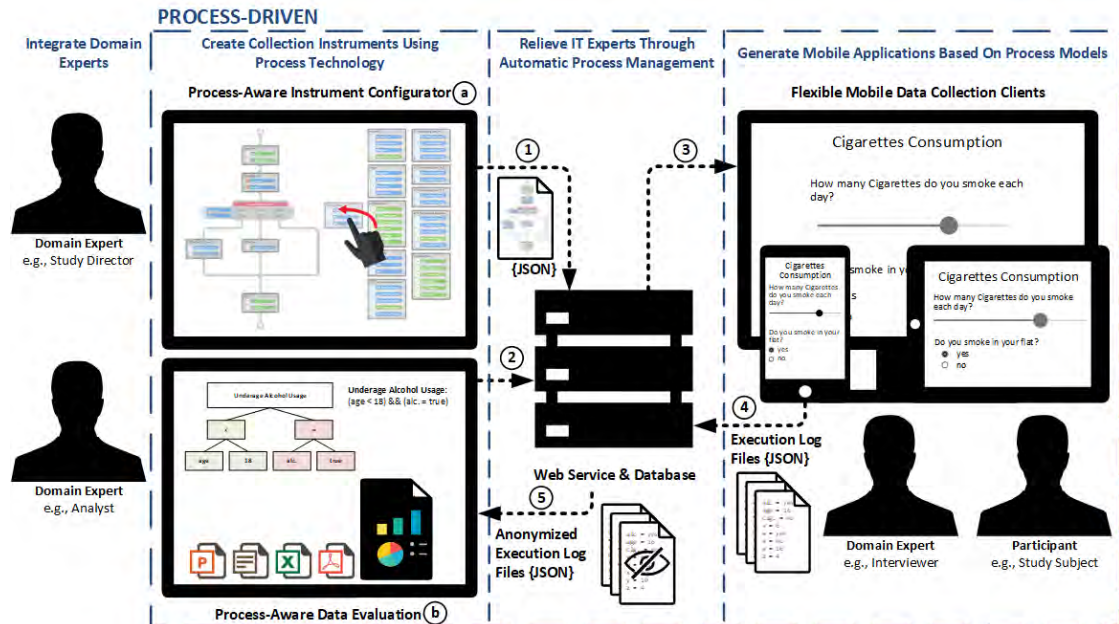 PROCESS-DRIVEN
Integrate Domain
Experts
Create Collection Instruments Using
Process Technology
Relieve IT Experts Through
Automatic Process Management
Generate Mobile Applications Based On Process Models
Process-Aware Instrument Configurator a
Flexible Mobile Data Collection Clients
1
3
{JSON}
Domain Expert
e.g., Study Director
Cigarettes Consumption
How many Cigarettes do you smoke each
day?
smoke in
Cigarettes
Consumption
How many Cigarettes
do you smoke each
day?
Do you smoke in your
flat?
yes
no
Cigarettes Consumption
How many Cigarettes do you smoke
each day?
Do you smoke in your flat?
yes
no
2
4
Underage Alcohol Usage
Underage Alcohol Usage:
(age < 18) && (alc. = true)
<
=
age
18
alc.
true
Domain Expert
e.g., Analyst
Web Service & Database
5
Anonymized
Execution Log
Files {JSON}
Execution Log
Files {JSON}
Domain Expert
e.g., Interviewer
Participant
e.g., Study Subject
P
X
Process-Aware Data Evaluation b